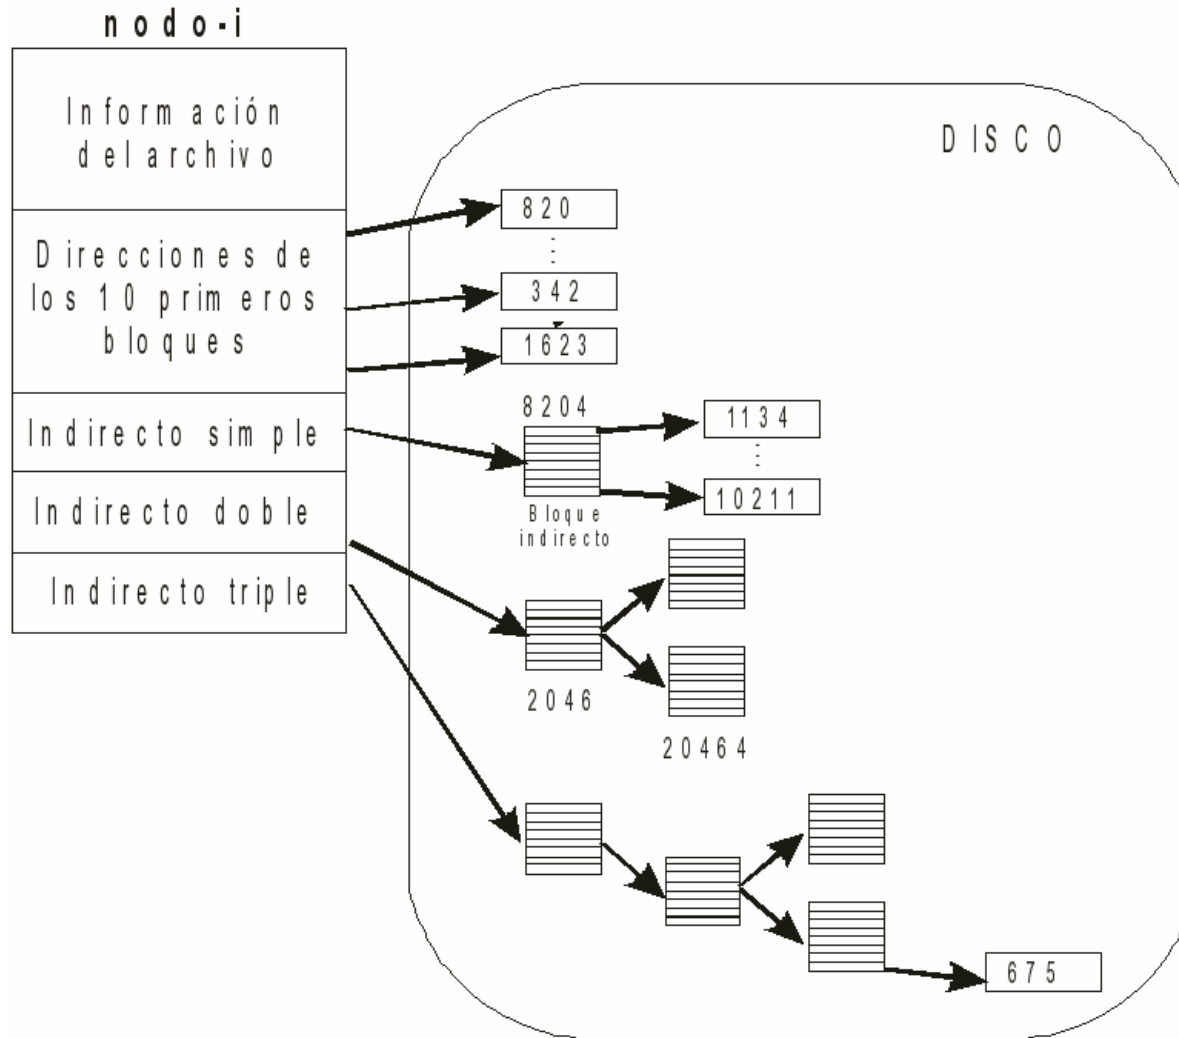 nodo-i
Información
del archivo
Direcciones de
los 10 primeros
bloques
Indirecto simple
Indirecto doble
Indirecto triple
DISCO
820
342
1623
8204
1134
10211
Bloque
indirecto
2046
20464
675